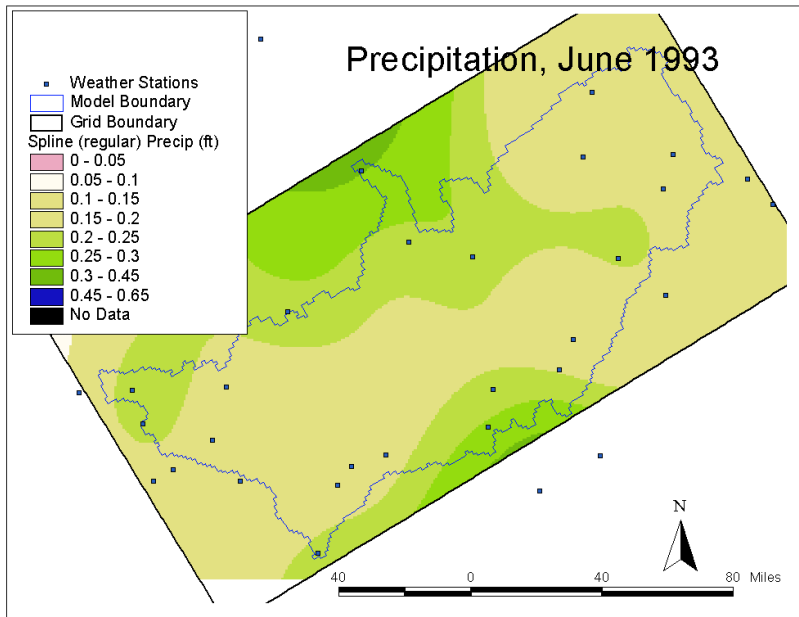 Precipitation, June 1993
Weather Stations
Model Boundary
Grid Boundary
Spline (regular) Precip (ft)
0 - 0.05
0.05 - 0.1
0.1 - 0.15
0.15 - 0.2
0.2 - 0.25
0.25 - 0.3
0.3 - 0.45
0.45 - 0.65
No Data
N
40 0 40 80 Miles